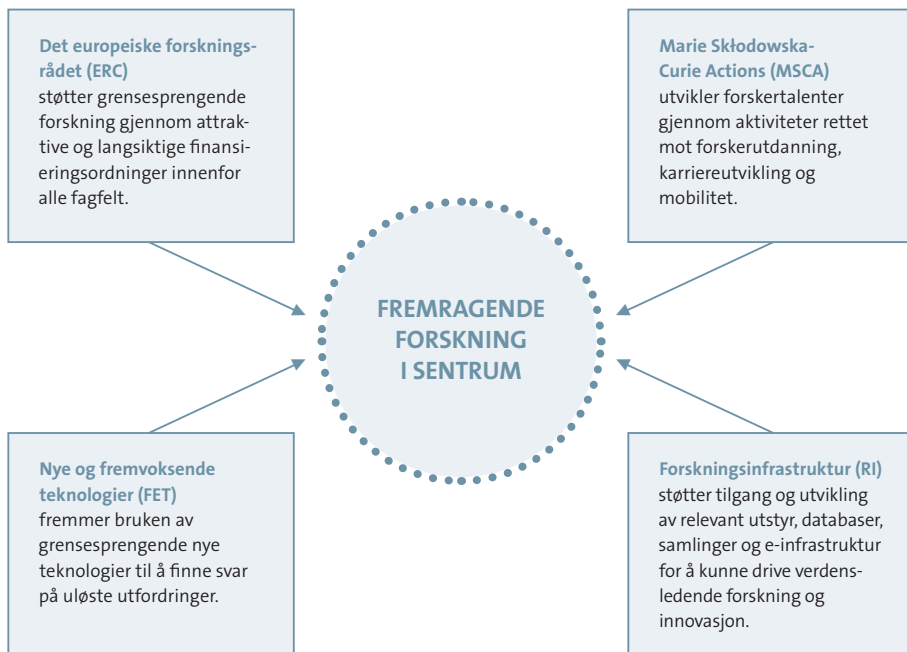 Det europeiske forsknings-
rådet (ERC)
støtter grensesprengende
forskning gjennom attrak-
tive og langsiktige finansi-
eringsordninger innenfor
alle fagfelt.
Marie Skłodowska-
Curie Actions (MSCA)
utvikler forskertalenter
gjennom aktiviteter rettet
mot forskerutdanning,
karriereutvikling og
mobilitet.
FREMRAGENDE
FORSKNING
I SENTRUM
Nye og fremvoksende
teknologier (FET)
fremmer bruken av
grensesprengende nye
teknologier til å finne svar
på uløste utfordringer.
Forskningsinfrastruktur (RI)
støtter tilgang og utvikling
av relevant utstyr, databaser,
samlinger og e-infrastruktur
for å kunne drive verdens-
ledende forskning og
innovasjon.